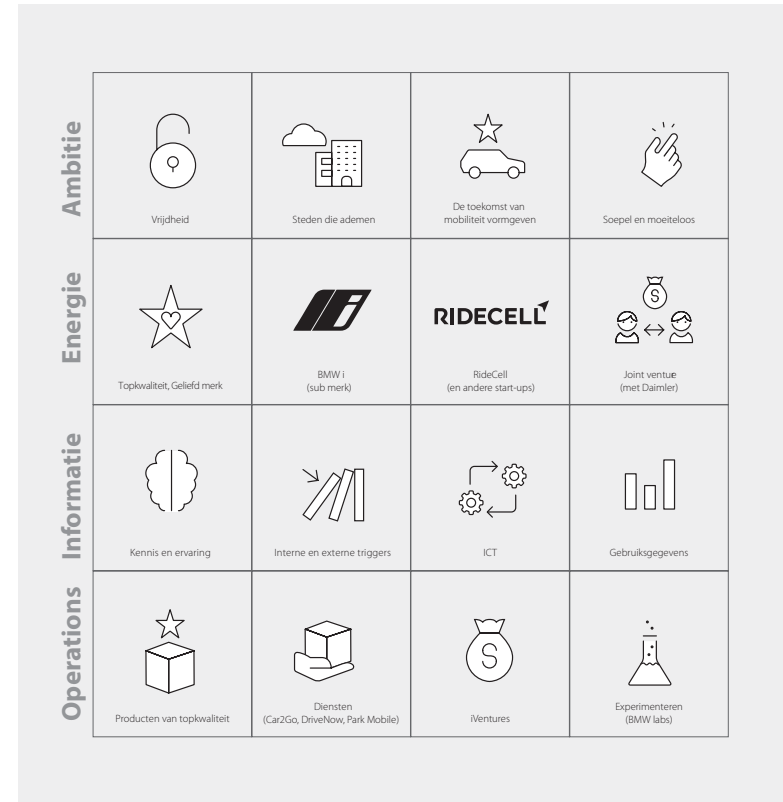 Ambitie
Vrijheid
Steden die ademen
De toekomst van
mobiliteit vormgeven
Soepel en moeiteloos
Energie
Topkwaliteit, Geliefd merk
BMW i
(sub merk)
RIDECELL
RideCell
(en andere start-ups)
S
Joint venture
(met Daimler)
Informatie
Kennis en ervaring
Interne en externe triggers
ICT
Gebruiksgegevens
Operations
Producten van topkwaliteit
Diensten
(Car2Go, DriveNow, Park Mobile)
S
iVentures
Experimenteren
(BMW labs)